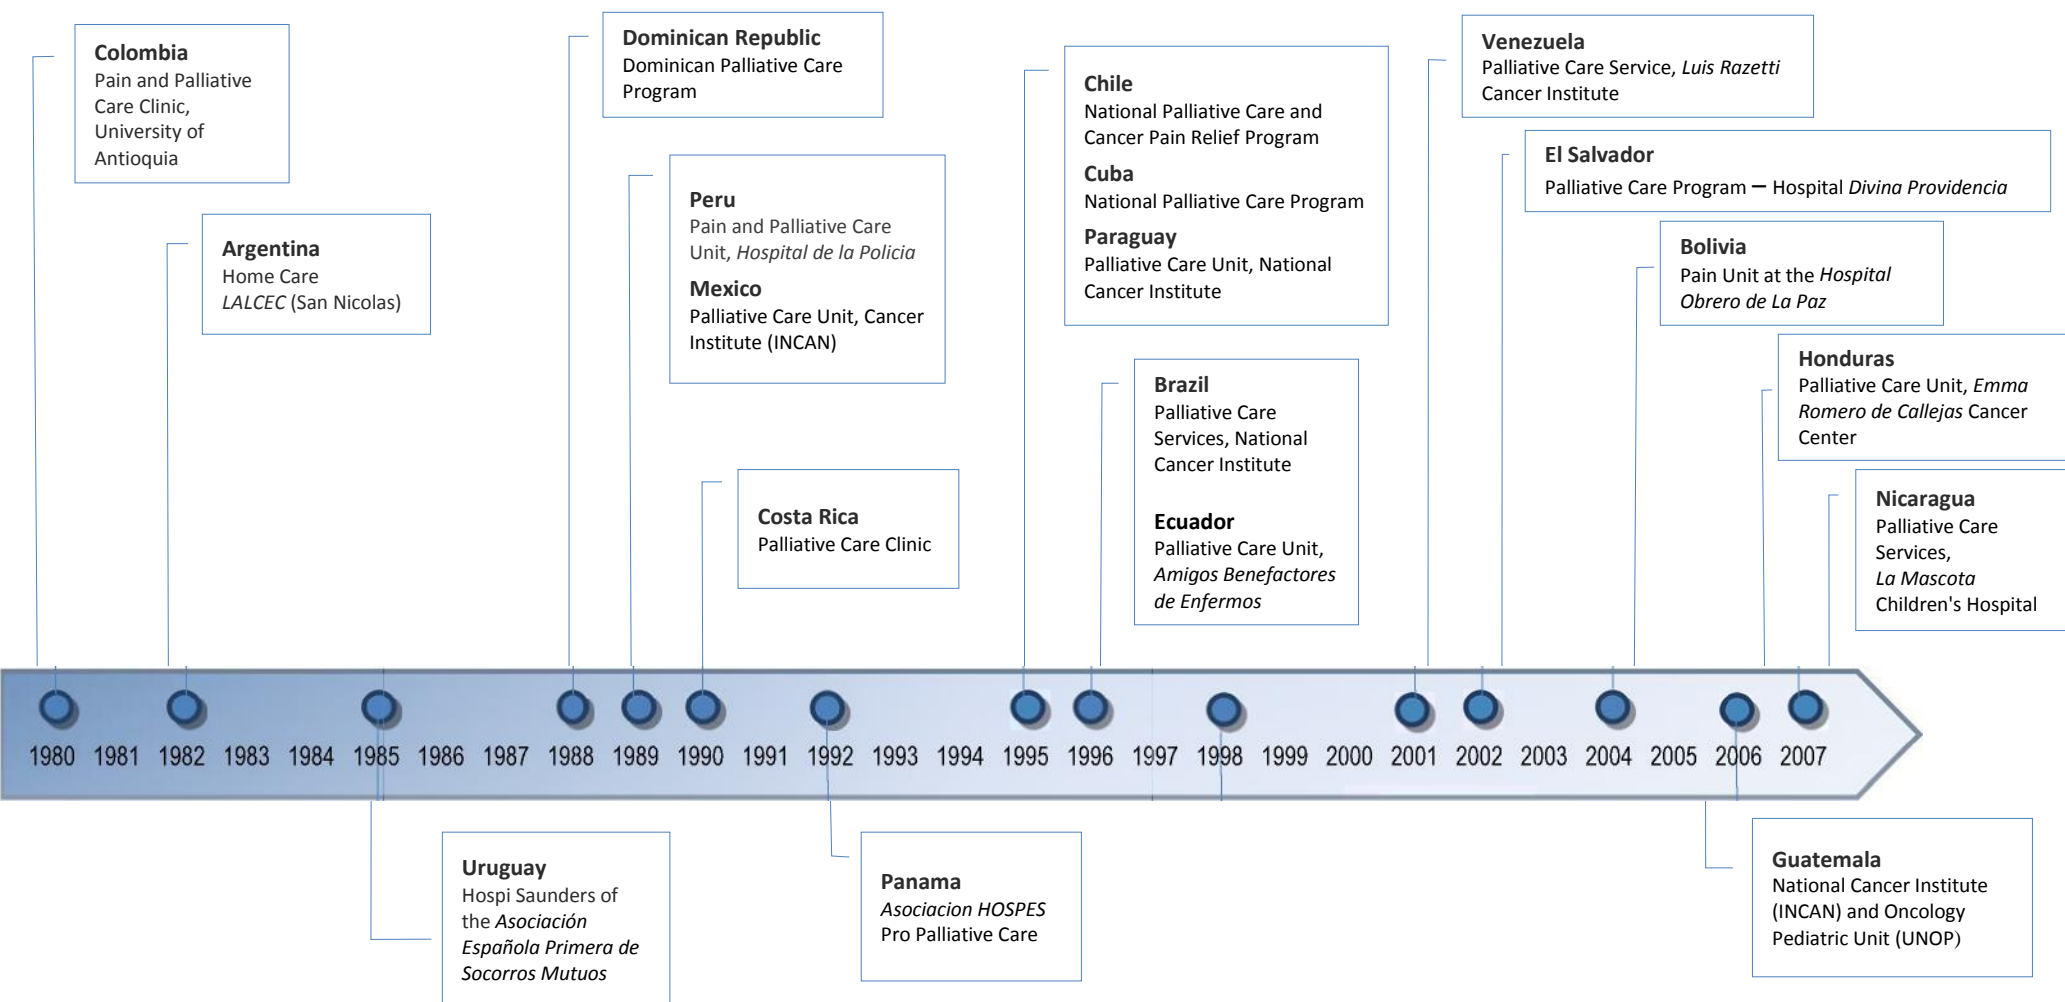 Colombia
Pain and Palliative
Care Clinic,
University of
Antioquia
Argentina
Home Care
LALCEC (San Nicolas)
Dominican Republic
Dominican Palliative Care
Program
Peru
Pain and Palliative Care
Unit, Hospital de la Policia
Mexico
Palliative Care Unit, Cancer
Institute (INCAN)
Costa Rica
Palliative Care Clinic
Chile
National Palliative Care and
Cancer Pain Relief Program
Cuba
National Palliative Care Program
Paraguay
Palliative Care Unit, National
Cancer Institute
Brazil
Palliative Care
Services, National
Cancer Institute
Ecuador
Palliative Care Unit,
Amigos Benefactores
de Enfermos
Venezuela
Palliative Care Service, Luis Razetti
Cancer Institute
El Salvador
Palliative Care Program – Hospital Divina Providencia
Bolivia
Pain Unit at the Hospital
Obrero de La Paz
Honduras
Palliative Care Unit, Emma
Romero de Callejas Cancer
Center
Nicaragua
Palliative Care
Services,
La Mascota
Children's Hospital
1980 1981 1982 1983 1984 1985 1986 1987 1988 1989 1990 1991 1992 1993 1994 1995 1996 1997 1998 1999 2000 2001 2002 2003 2004 2005 2006 2007
Uruguay
Hospi Saunders of
the Asociación
Española Primera de
Socorros Mutuos
Panama
Asociacion HOSPES
Pro Palliative Care
Guatemala
National Cancer Institute
(INCAN) and Oncology
Pediatric Unit (UNOP)